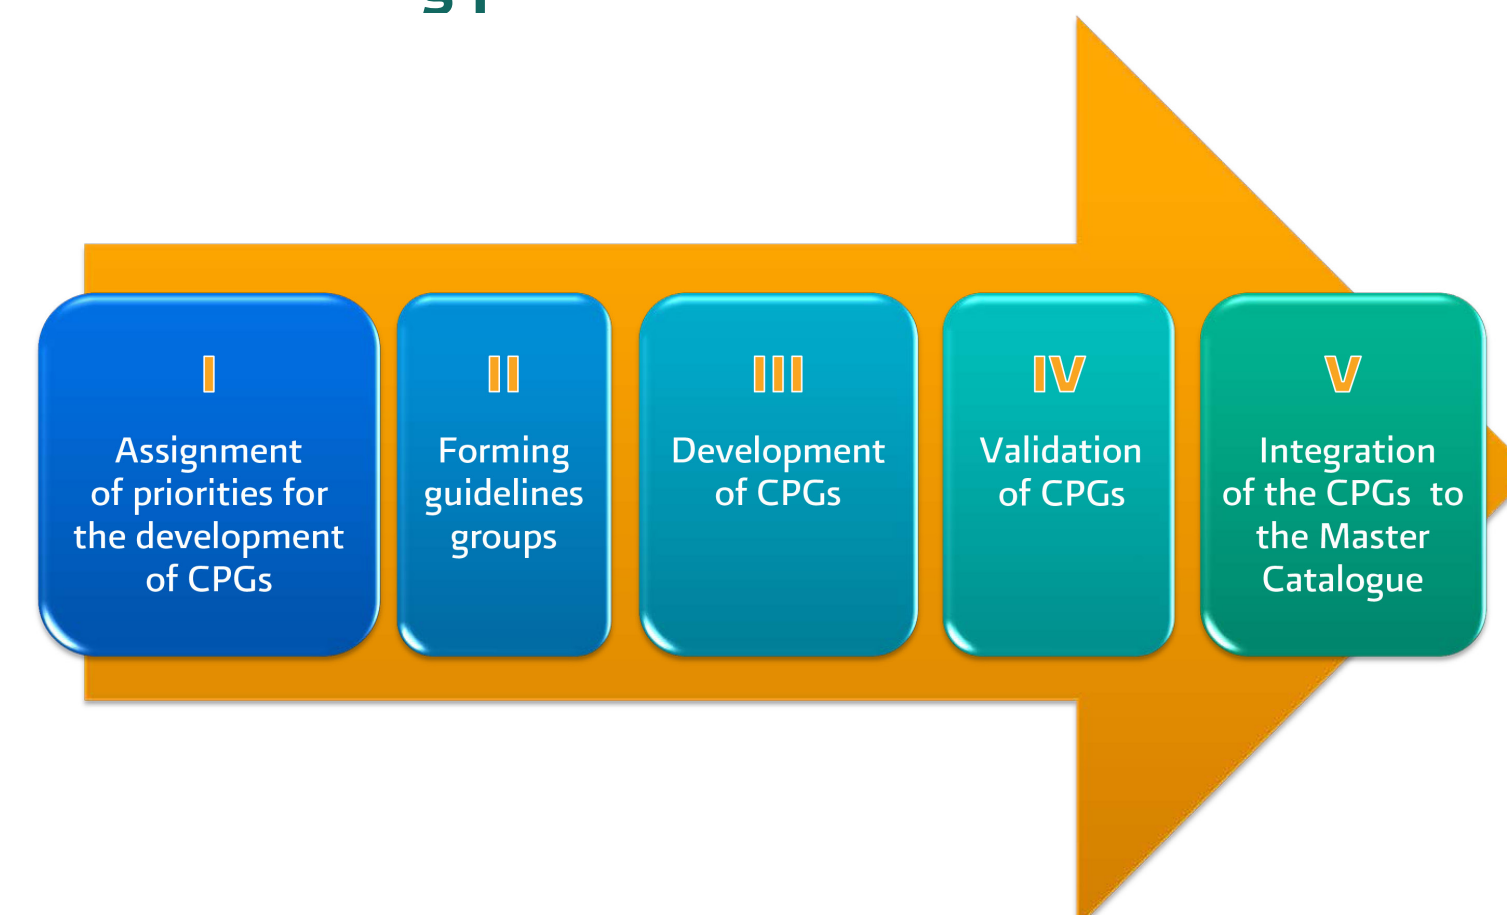 I
Assignment
of priorities for
the development
of CPGs
II
Forming
guidelines
groups
III
Development
of CPGs
IV
Validation
of CPGs
V
Integration
of the CPGs to
the Master
Catalogue